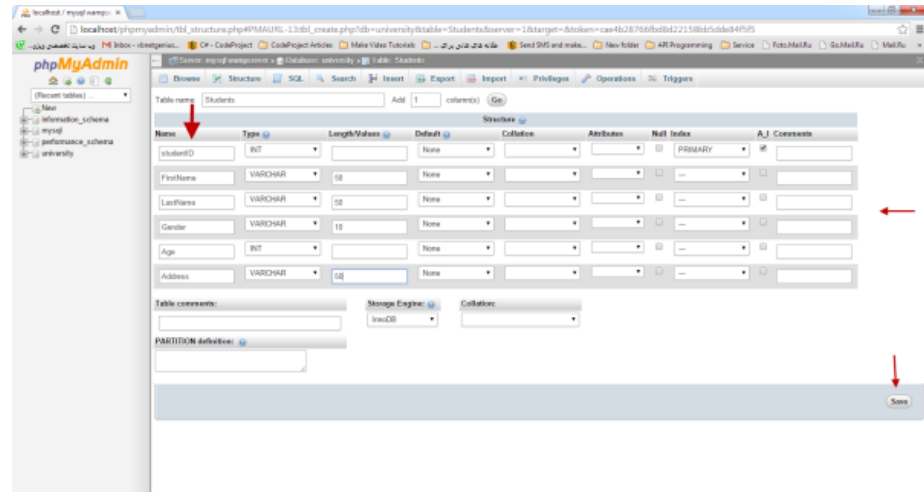 localhost / mysql wampser
localhost/phpmyadmin/tbl_structure.php#PMAURL-13:tbl_create.php?db=university&table=Students&server=1&target=&token=
C# - CodeProject CodeProject Articles Make Video Tutorials Send SMS and make... New folder API Programming Service Foto.Mail.Ru Go.Mail.Ru Mail.Ru
phpMyAdmin
(Recent tables) ...
New
information_schema
mysql
performance_schema
university
Server: mysql wampserver » Database: university » Table: Students
Browse Structure SQL Search Insert Export Import Privileges Operations Triggers
Table name: Students Add 1 column(s) Go
Structure
Name Type Length/Values Default Collation Attributes Null Index A_I Comments
studentID INT None PRIMARY
FirstName VARCHAR 50 None ---
LastName VARCHAR 50 None ---
Gender VARCHAR 10 None ---
Age INT None ---
Address VARCHAR 50 None ---
Table comments: Storage Engine: Collation:
InnoDB
PARTITION definition:
Save